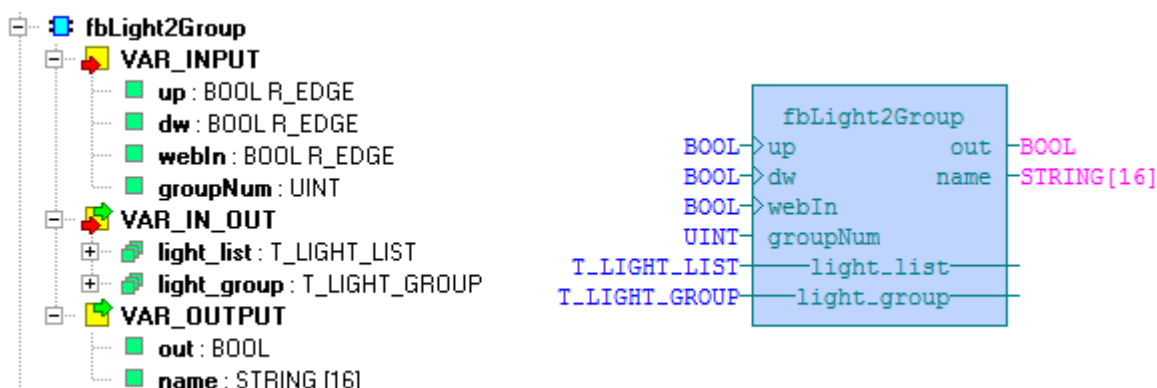 fbLight2Group
VAR_INPUT
up : BOOL R_EDGE
dw : BOOL R_EDGE
webIn : BOOL R_EDGE
groupNum : UINT
VAR_IN_OUT
light_list : T_LIGHT_LIST
light_group : T_LIGHT_GROUP
VAR_OUTPUT
out : BOOL
name : STRING [16]
fbLight2Group
BOOL up out BOOL
BOOL dw name STRING[16]
BOOL webIn
UINT groupNum
T_LIGHT_LIST light_list
T_LIGHT_GROUP light_group